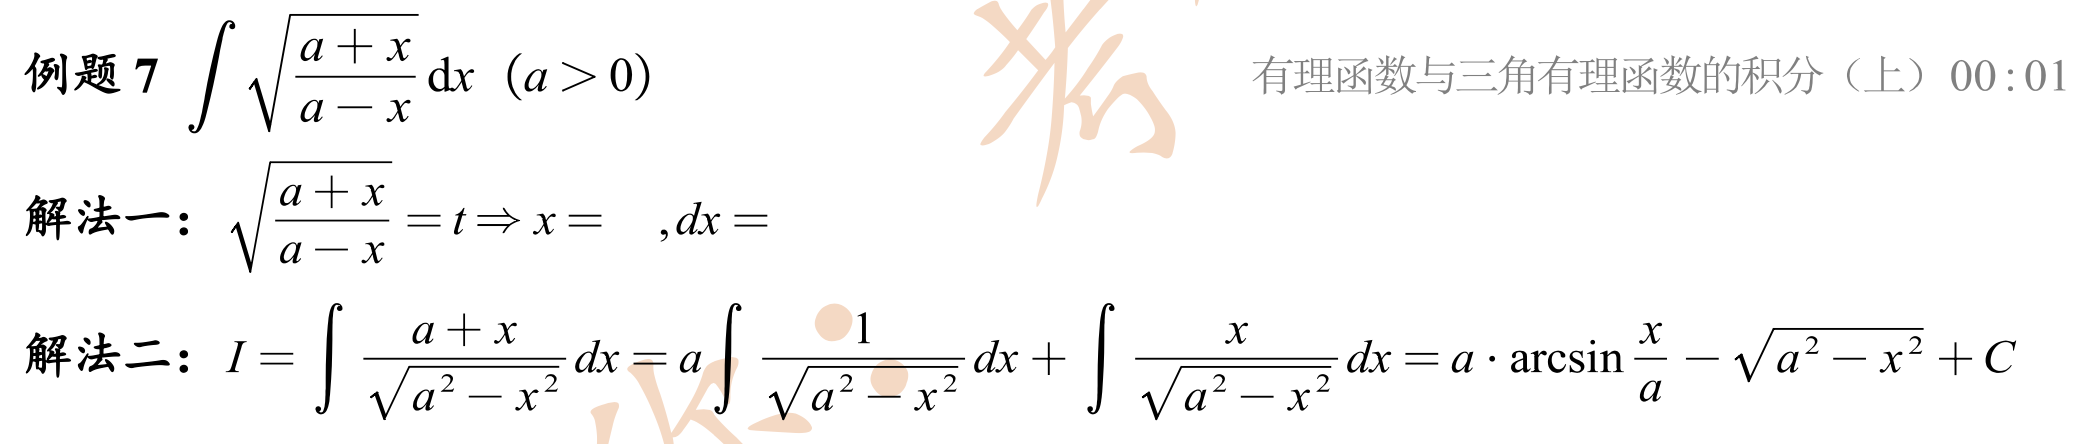 例题 7 ∫ √((a + x)/(a − x)) dx (a > 0) 有理函数与三角有理函数的积分（上）00:01
解法一： √((a + x)/(a − x)) = t ⇒ x = , dx =
解法二： I = ∫ (a + x)/√(a² − x²) dx = a ∫ 1/√(a² − x²) dx + ∫ x/√(a² − x²) dx = a · arcsin x/a − √(a² − x²) + C